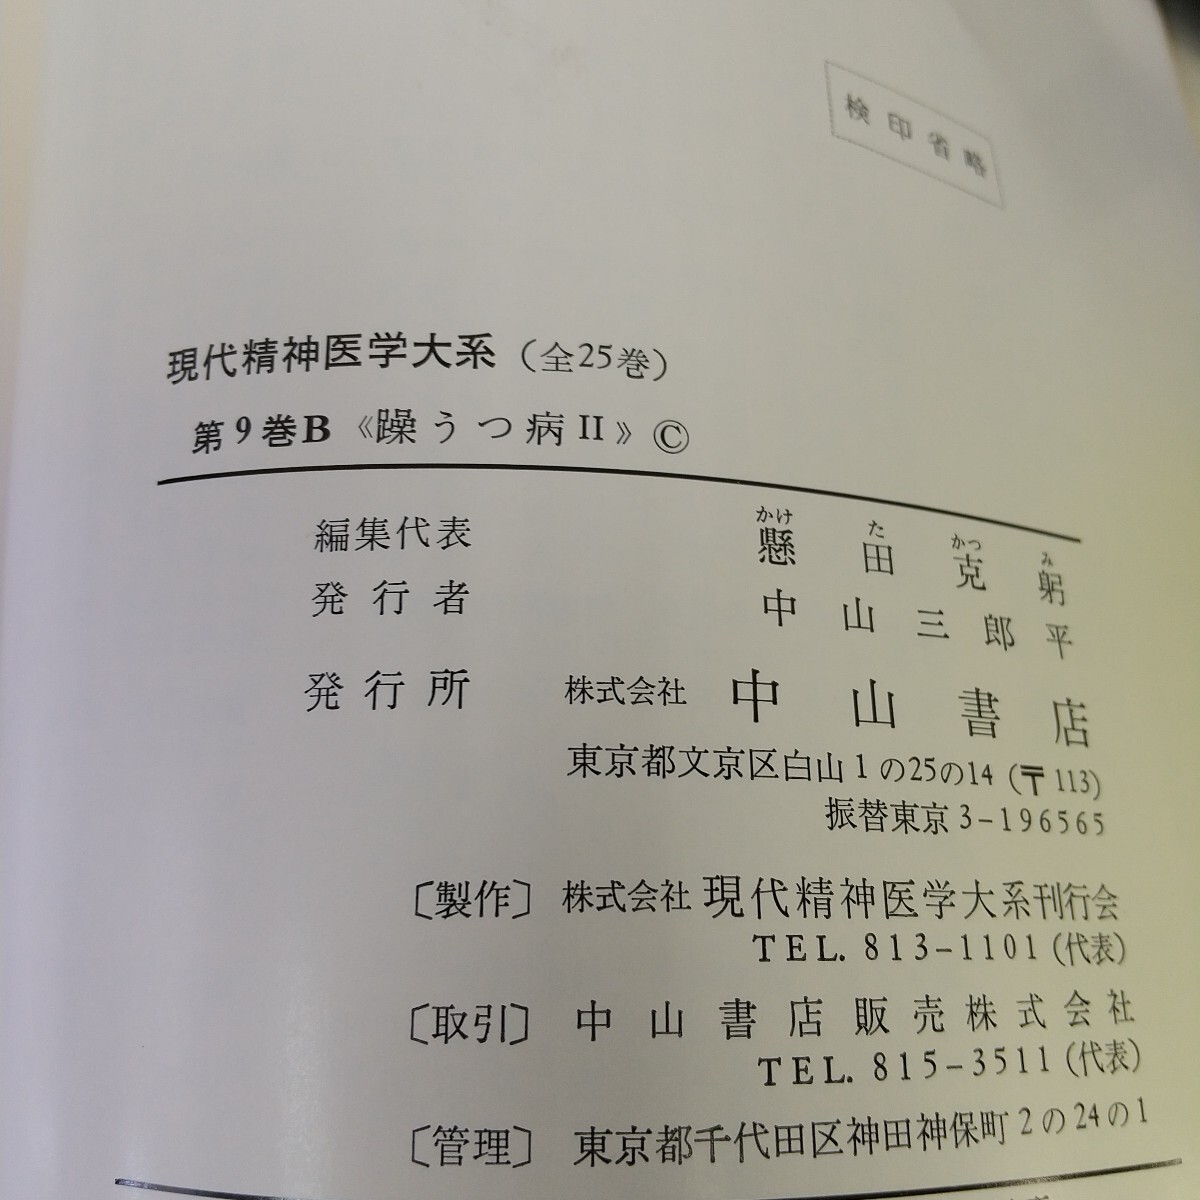 検印省略
現代精神医学大系（全25巻）
第9巻B《躁うつ病II》©
編集代表 懸田克躬
かけ た かつ み
発行者 中山三郎平
発行所 株式会社 中山書店
東京都文京区白山1の25の14（〒113）
振替東京3-196565
〔製作〕株式会社 現代精神医学大系刊行会
TEL. 813-1101（代表）
〔取引〕中山書店販売株式会社
TEL. 815-3511（代表）
〔管理〕東京都千代田区神田神保町2の24の1